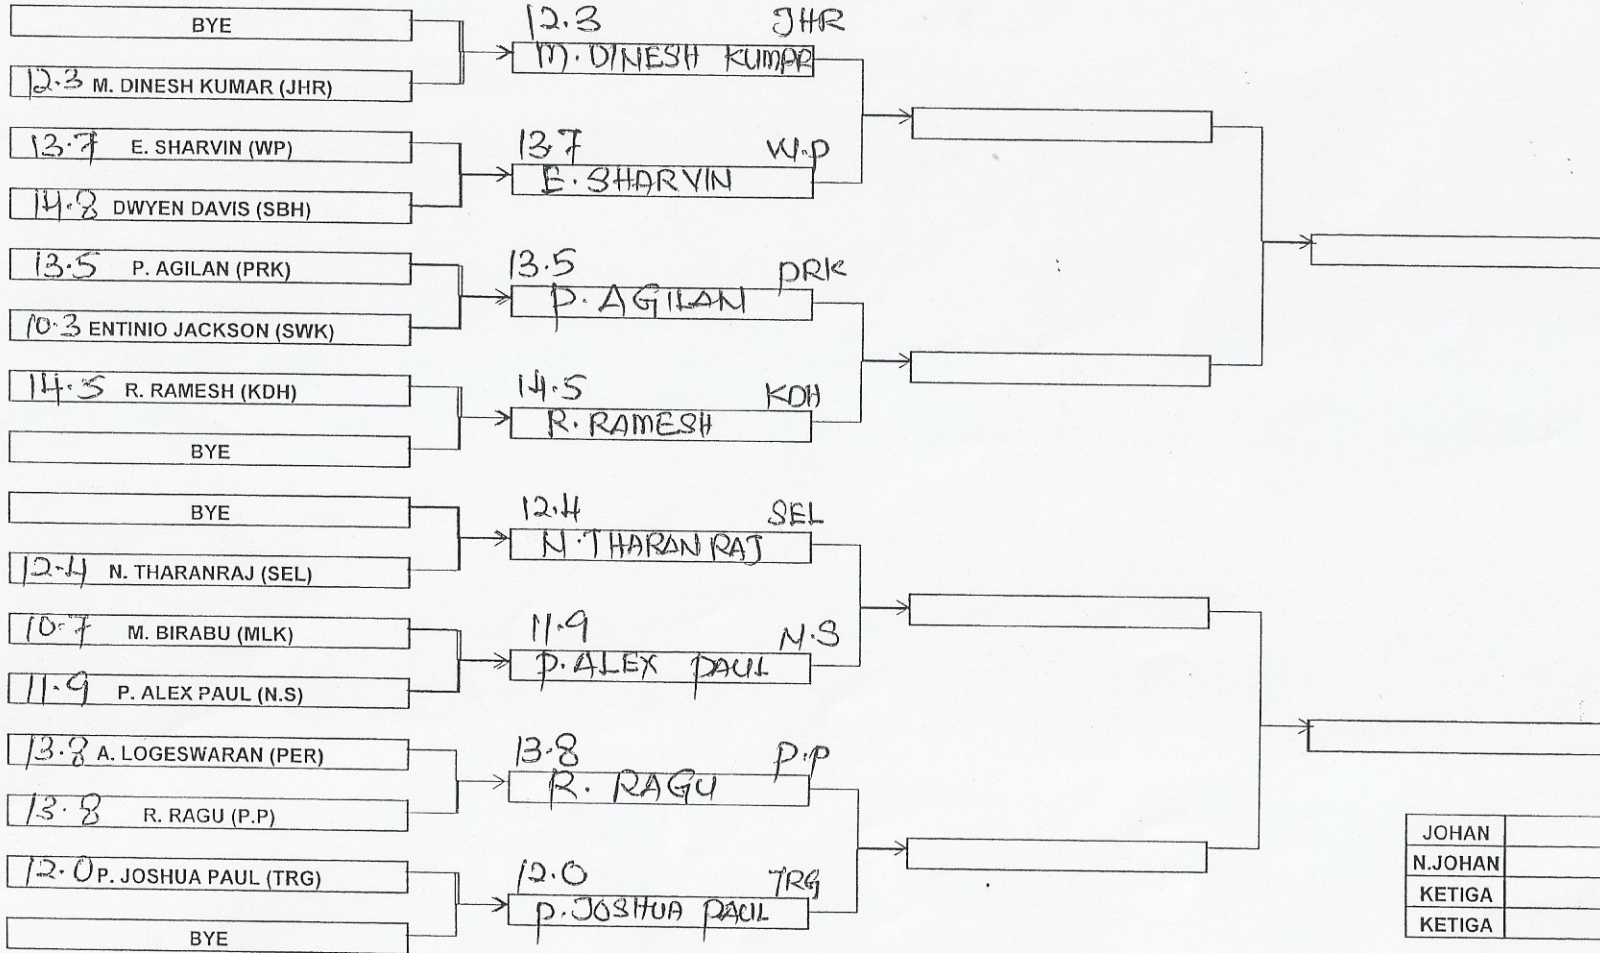 BYE
12.3 M. DINESH KUMAR (JHR)
13.7 E. SHARVIN (WP)
14.8 DWYEN DAVIS (SBH)
13.5 P. AGILAN (PRK)
10.3 ENTINIO JACKSON (SWK)
14.5 R. RAMESH (KDH)
BYE
BYE
12.4 N. THARANRAJ (SEL)
10.7 M. BIRABU (MLK)
11.9 P. ALEX PAUL (N.S)
13.8 A. LOGESWARAN (PER)
13.8 R. RAGU (P.P)
12.0 P. JOSHUA PAUL (TRG)
BYE
12.3 JHR
M. DINESH KUMAR
13.7 W.P
E. SHARVIN
13.5 PRK
P. AGILAN
14.5 KDH
R. RAMESH
12.4 SEL
N. THARAN RAJ
11.9 N.S
P. ALEX PAUL
13.8 P.P
R. RAGU
12.0 TRG
P. JOSHUA PAUL
JOHAN
N.JOHAN
KETIGA
KETIGA